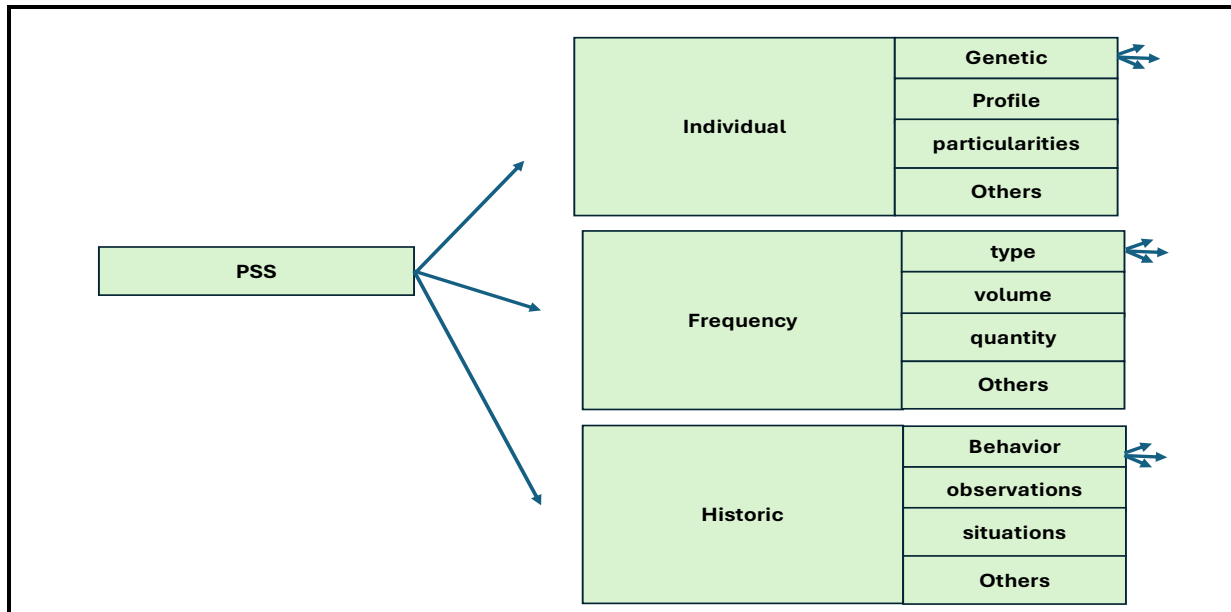 PSS
Individual
Genetic
Profile
particularities
Others
Frequency
type
volume
quantity
Others
Historic
Behavior
observations
situations
Others